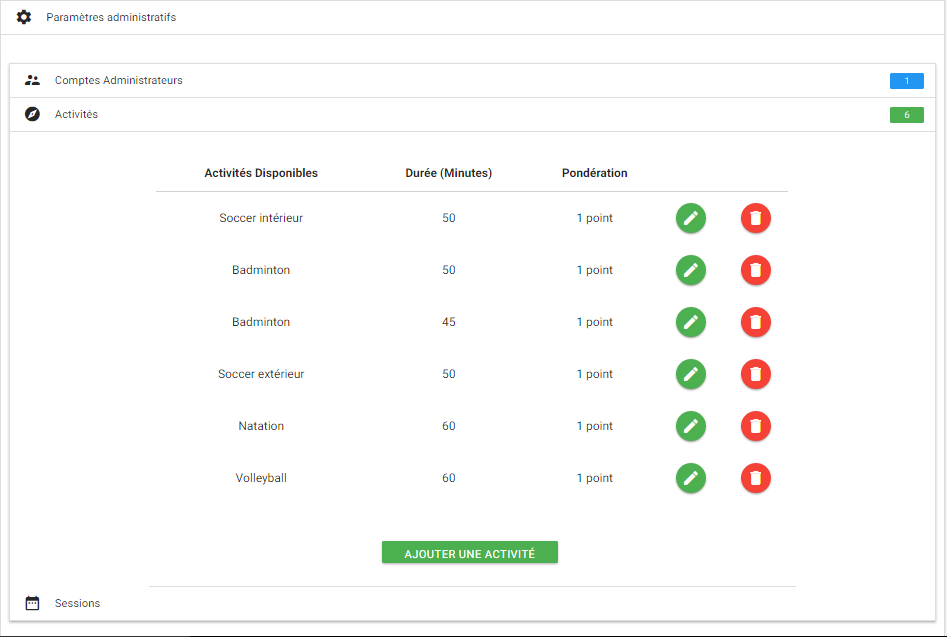 Paramètres administratifs
Comptes Administrateurs 1
Activités 6
Activités Disponibles Durée (Minutes) Pondération
Soccer intérieur 50 1 point
Badminton 50 1 point
Badminton 45 1 point
Soccer extérieur 50 1 point
Natation 60 1 point
Volleyball 60 1 point
AJOUTER UNE ACTIVITÉ
Sessions